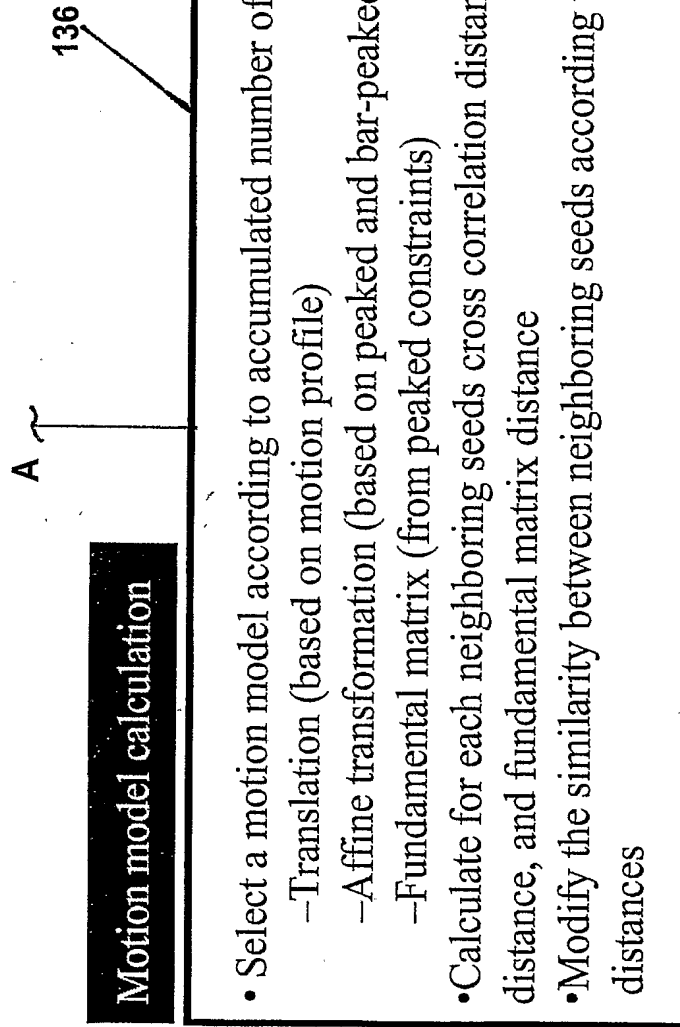 136
A
Motion model calculation
• Select a motion model according to accumulated number of
–Translation (based on motion profile)
–Affine transformation (based on peaked and bar-peaked
–Fundamental matrix (from peaked constraints)
•Calculate for each neighboring seeds cross correlation distan
distance, and fundamental matrix distance
•Modify the similarity between neighboring seeds according
distances